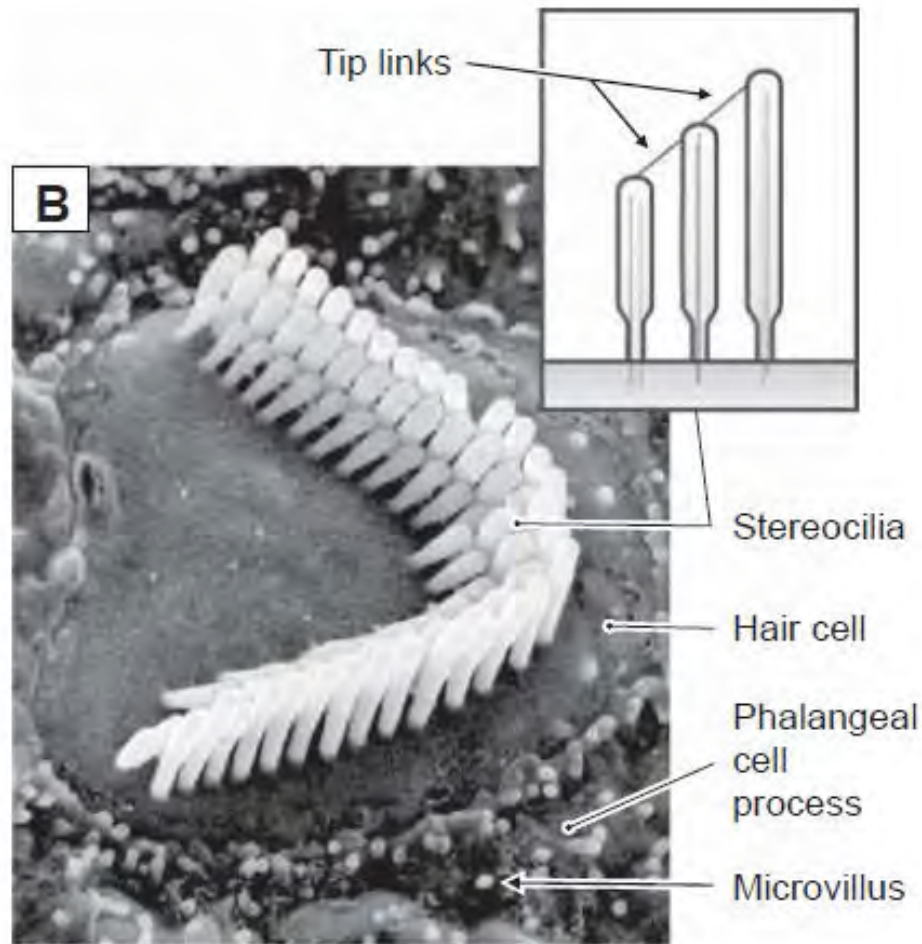 Tip links
B
Stereocilia
Hair cell
Phalangeal
cell
process
Microvillus